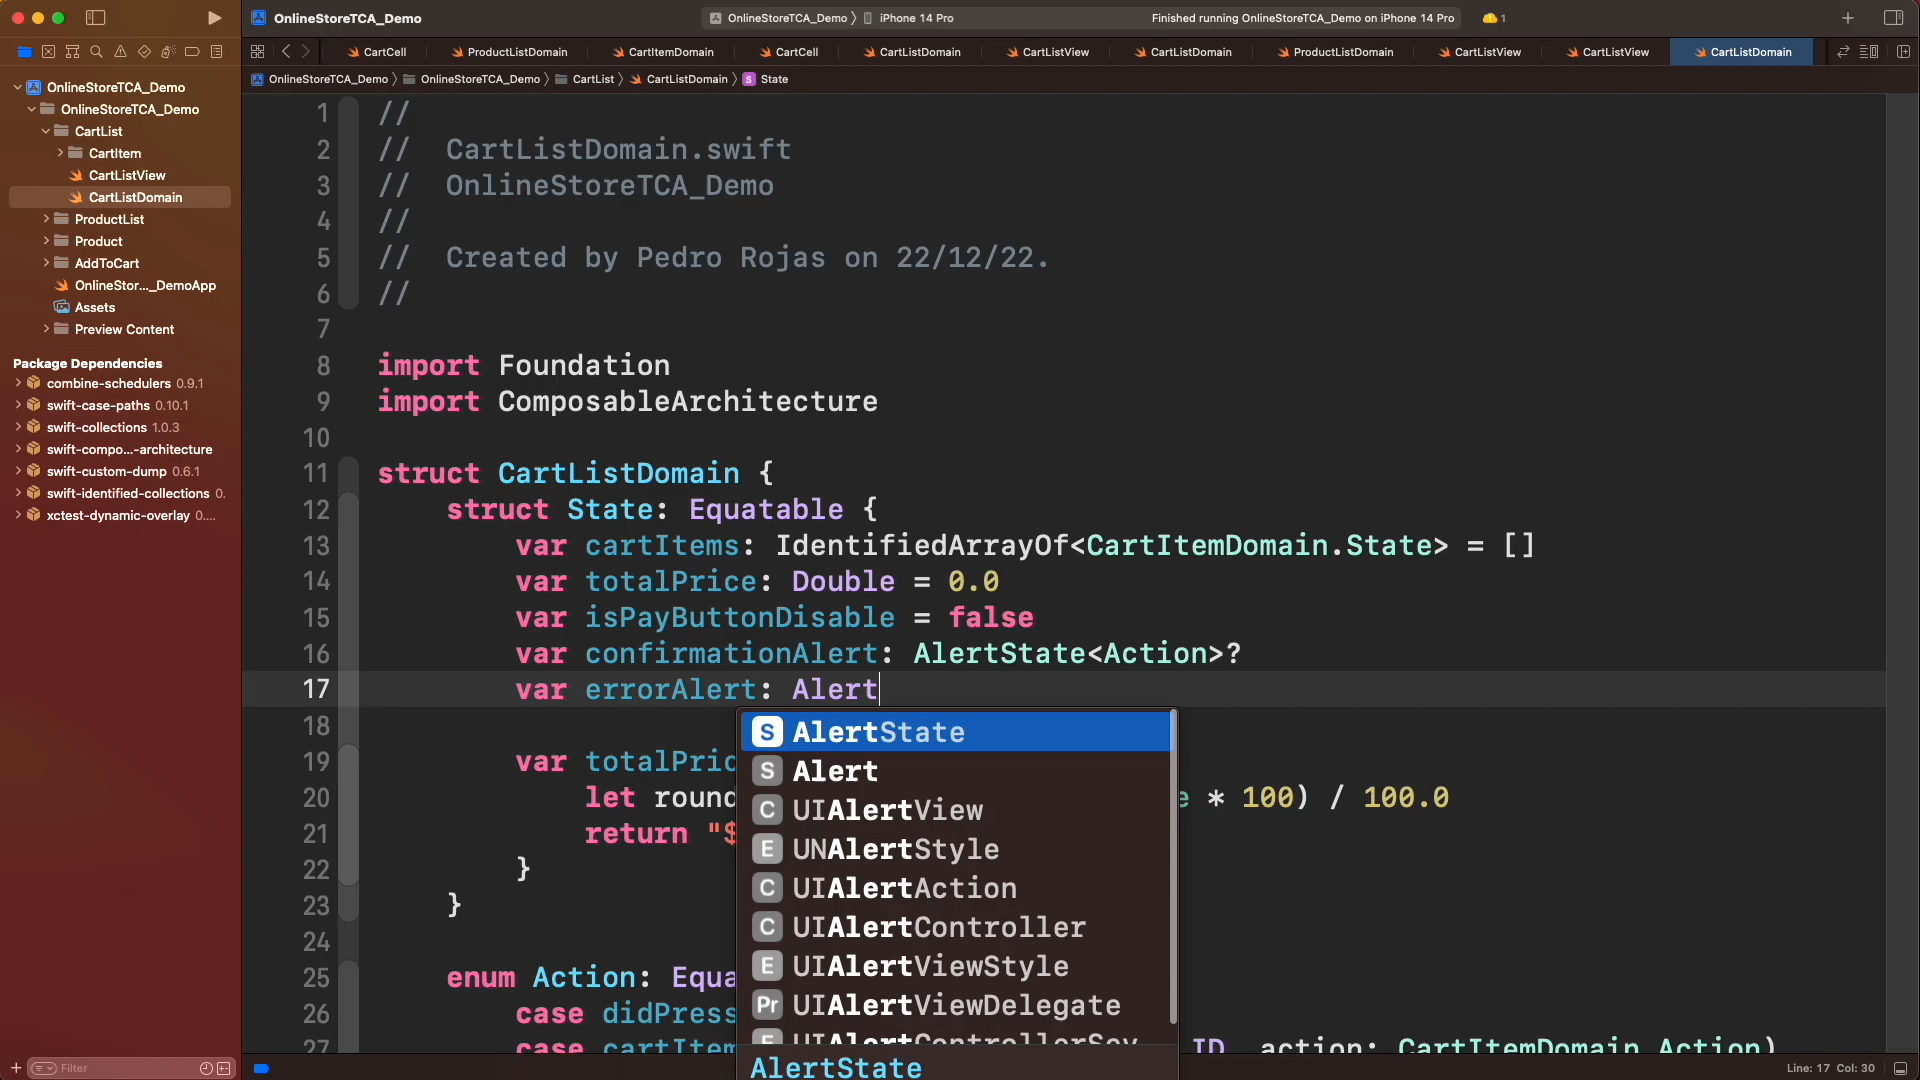 OnlineStoreTCA_Demo
OnlineStoreTCA_Demo 〉 iPhone 14 Pro
Finished running OnlineStoreTCA_Demo on iPhone 14 Pro
1
CartCell
ProductListDomain
CartItemDomain
CartCell
CartListDomain
CartListView
CartListDomain
ProductListDomain
CartListView
CartListView
CartListDomain
OnlineStoreTCA_Demo 〉 OnlineStoreTCA_Demo 〉 CartList 〉 CartListDomain 〉 S State
OnlineStoreTCA_Demo
OnlineStoreTCA_Demo
CartList
CartItem
CartListView
CartListDomain
ProductList
Product
AddToCart
OnlineStor..._DemoApp
Assets
Preview Content
Package Dependencies
combine-schedulers 0.9.1
swift-case-paths 0.10.1
swift-collections 1.0.3
swift-compo...-architecture
swift-custom-dump 0.6.1
swift-identified-collections 0.
xctest-dynamic-overlay 0....
Filter
1 //
2 //  CartListDomain.swift
3 //  OnlineStoreTCA_Demo
4 //
5 //  Created by Pedro Rojas on 22/12/22.
6 //
7
8 import Foundation
9 import ComposableArchitecture
10
11 struct CartListDomain {
12     struct State: Equatable {
13         var cartItems: IdentifiedArrayOf<CartItemDomain.State> = []
14         var totalPrice: Double = 0.0
15         var isPayButtonDisable = false
16         var confirmationAlert: AlertState<Action>?
17         var errorAlert: Alert
18
19         var totalPric
20             let round e * 100) / 100.0
21             return "$
22         }
23     }
24
25     enum Action: Equa
26         case didPress
27         case cartItem ID, action: CartItemDomain.Action)
S AlertState
S Alert
C UIAlertView
E UNAlertStyle
C UIAlertAction
C UIAlertController
E UIAlertViewStyle
Pr UIAlertViewDelegate
AlertState
Line: 17 Col: 30